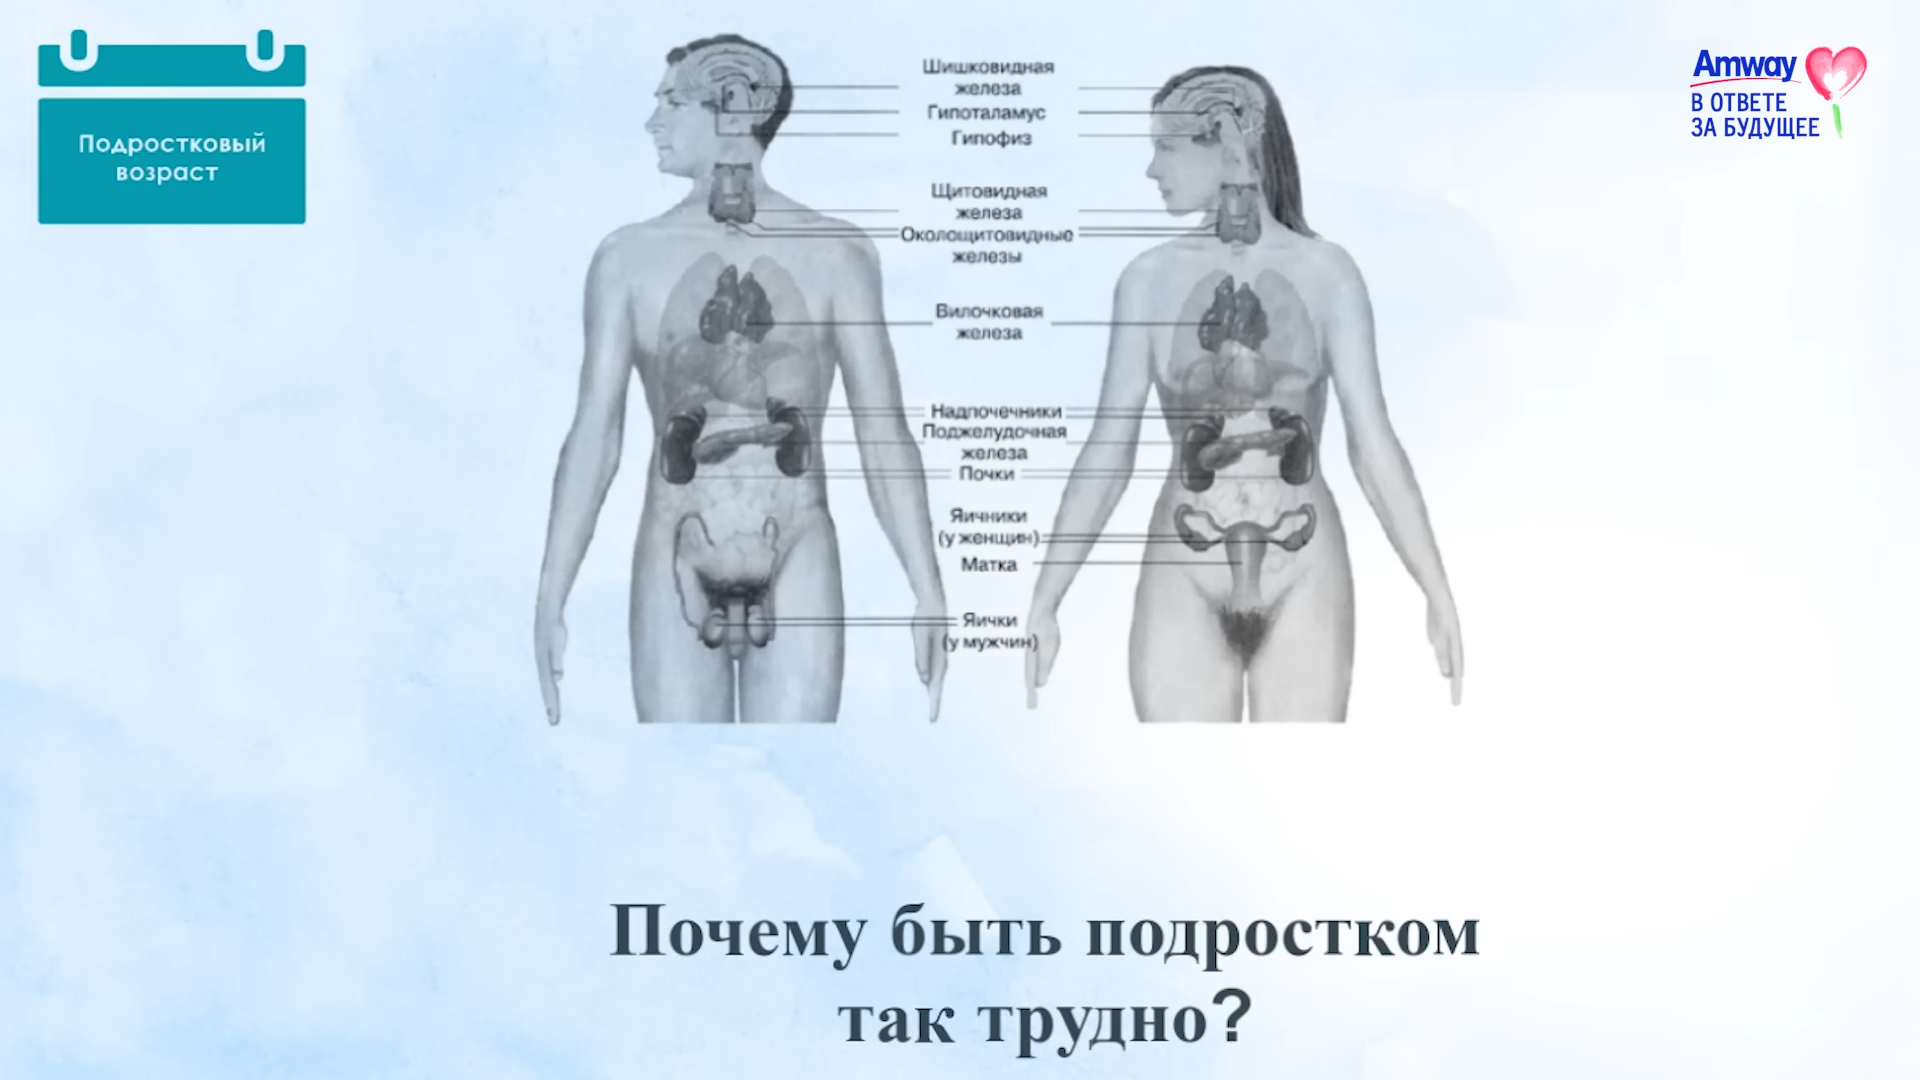 Подростковый
возраст
Шишковидная
железа
Гипоталамус
Гипофиз
Щитовидная
железа
Околощитовидные
железы
Вилочковая
железа
Надпочечники
Поджелудочная
железа
Почки
Яичники
(у женщин)
Матка
Яички
(у мужчин)
Amway
В ОТВЕТЕ
ЗА БУДУЩЕЕ
Почему быть подростком
так трудно?